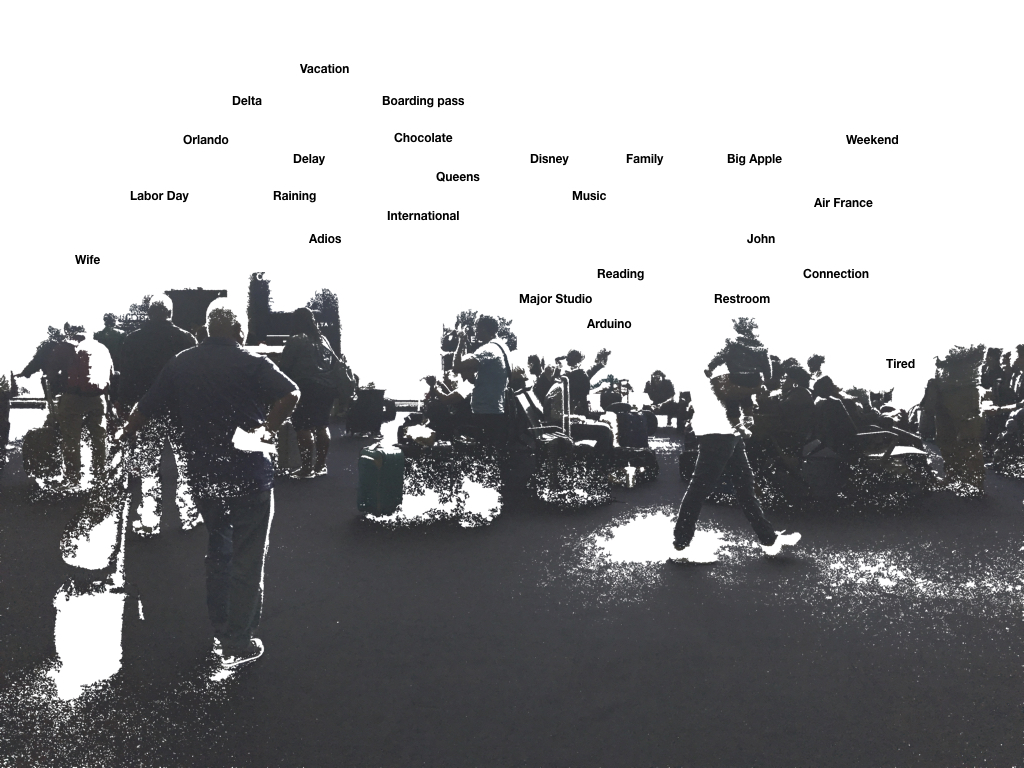 Vacation
Delta
Boarding pass
Orlando
Chocolate
Weekend
Delay
Disney
Family
Big Apple
Queens
Labor Day
Raining
Music
Air France
International
Adios
John
Wife
Reading
Connection
Major Studio
Restroom
Arduino
Tired